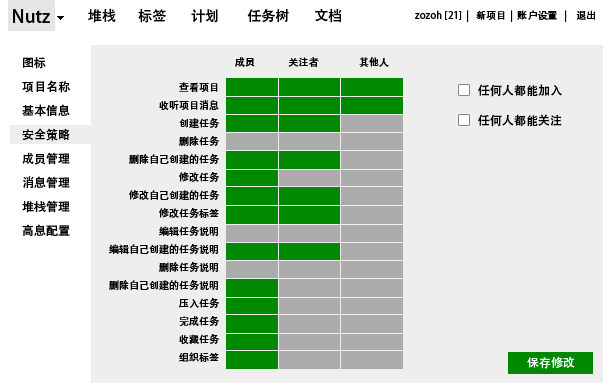 Nutz 堆栈 标签 计划 任务树 文档 zozoh [21] | 新项目 | 账户设置 | 退出
图标
项目名称
基本信息
安全策略
成员管理
消息管理
堆栈管理
高息配置
成员 关注者 其他人
查看项目
收听项目消息
创建任务
删除任务
删除自己创建的任务
修改任务
修改自己创建的任务
修改任务标签
编辑任务说明
编辑自己创建的任务说明
删除任务说明
删除自己创建的任务说明
压入任务
完成任务
收藏任务
组织标签
任何人都能加入
任何人都能关注
保存修改